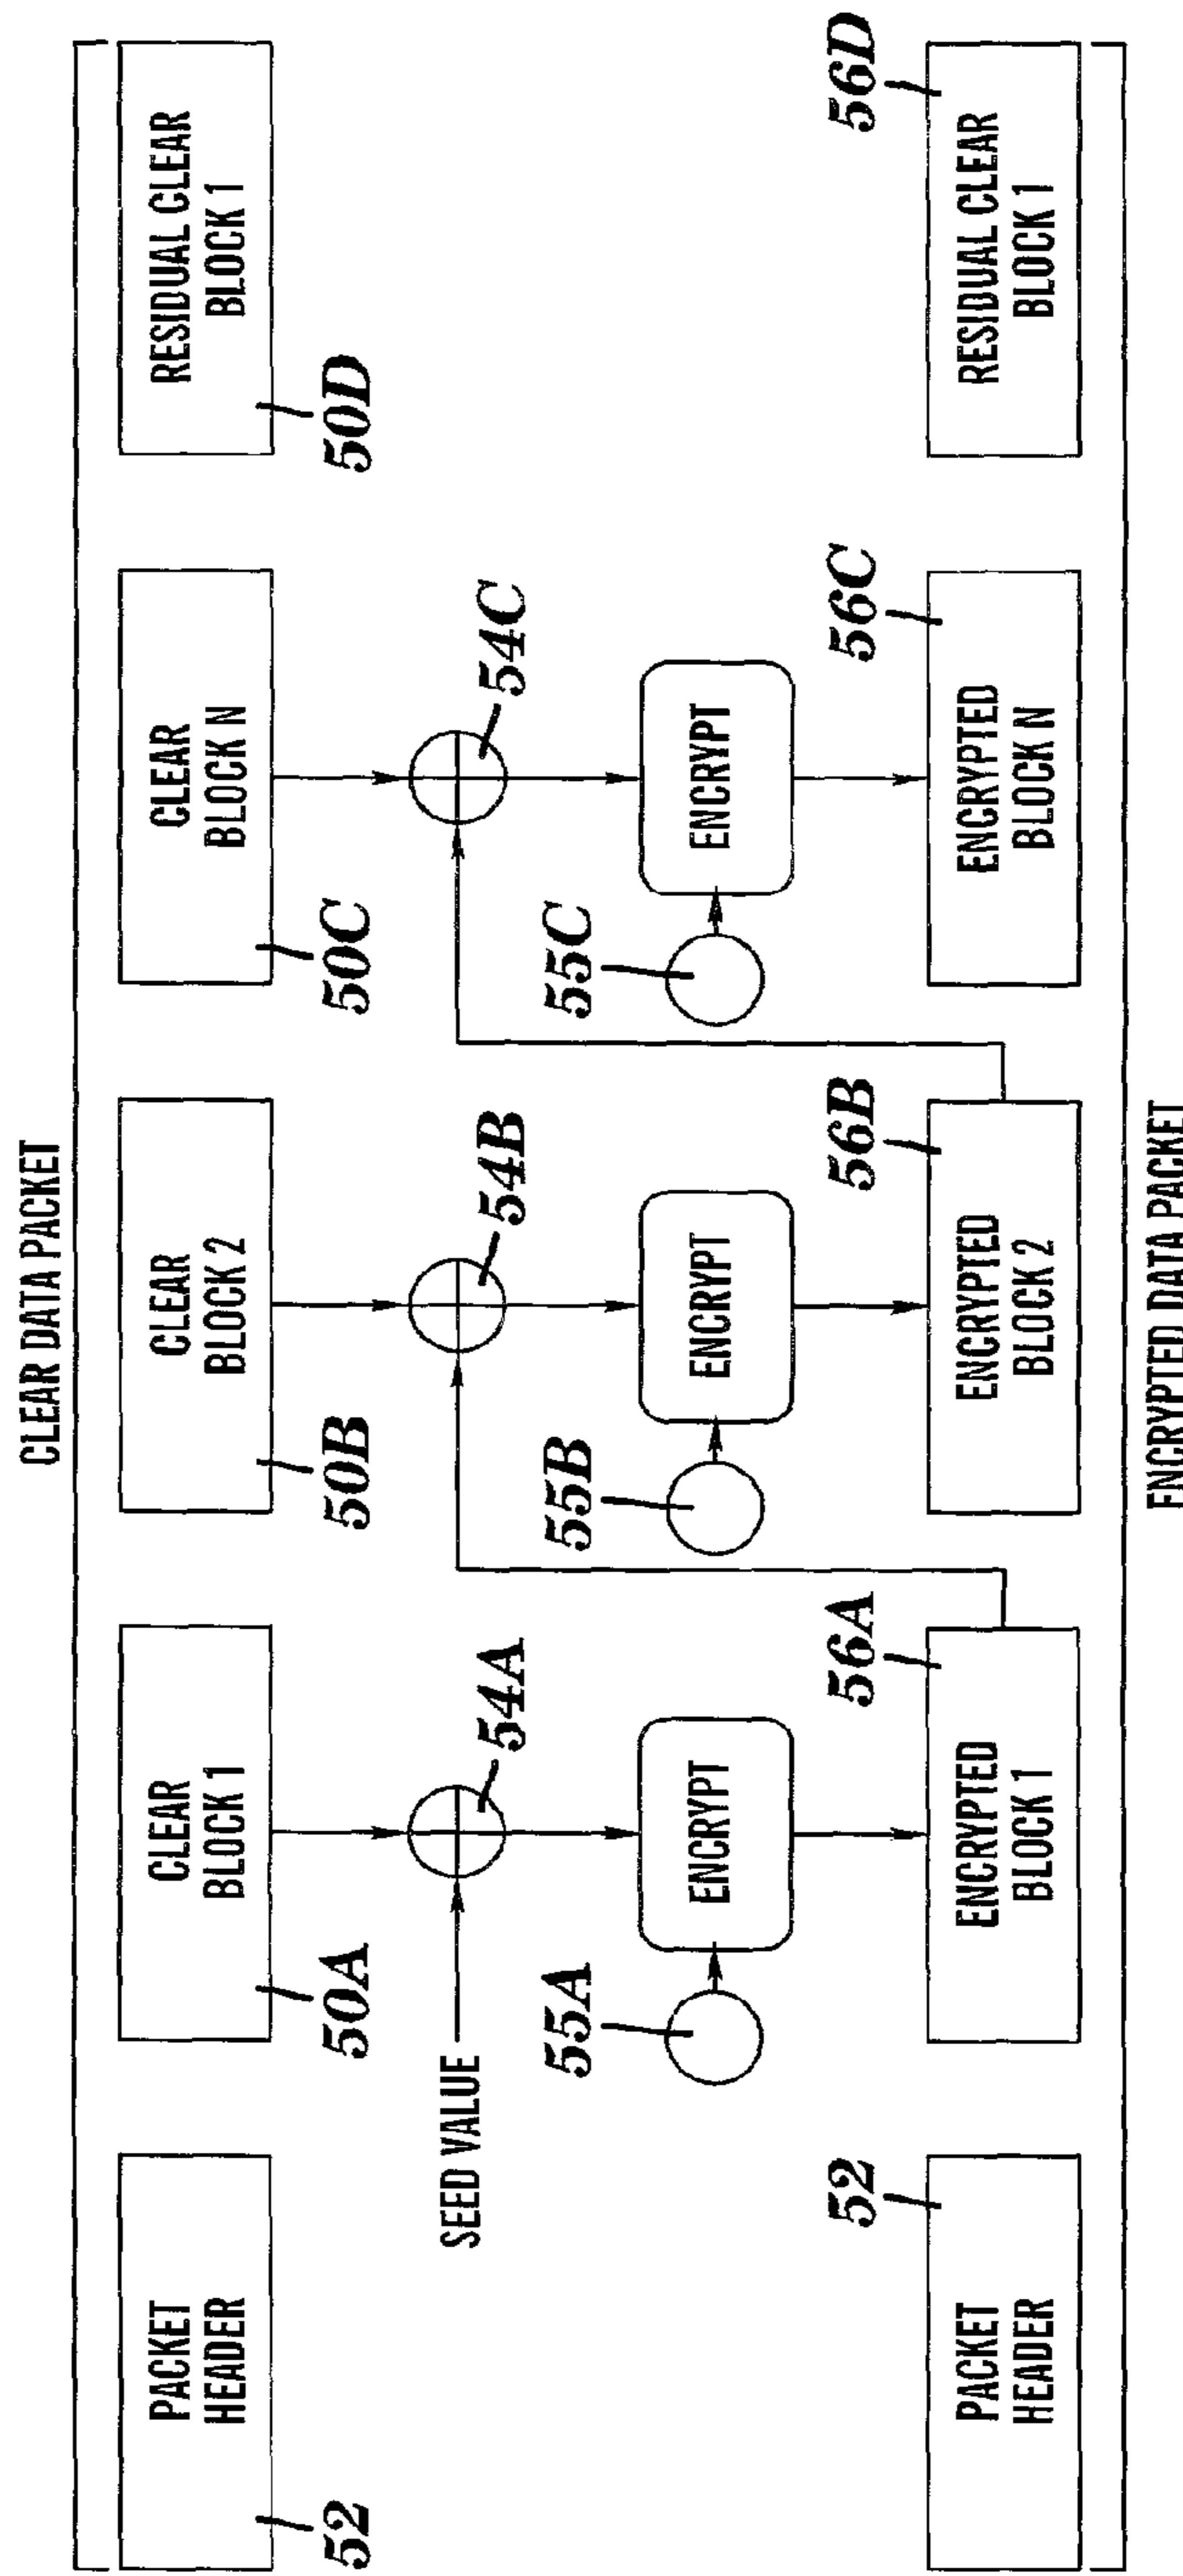 CLEAR DATA PACKET
PACKET
HEADER
52
CLEAR
BLOCK 1
50A
CLEAR
BLOCK 2
50B
CLEAR
BLOCK N
50C
RESIDUAL CLEAR
BLOCK 1
50D
SEED VALUE
54A
54B
54C
55A
ENCRYPT
55B
ENCRYPT
55C
ENCRYPT
PACKET
HEADER
52
ENCRYPTED
BLOCK 1
56A
ENCRYPTED
BLOCK 2
56B
ENCRYPTED
BLOCK N
56C
RESIDUAL CLEAR
BLOCK 1
56D
ENCRYPTED DATA PACKET